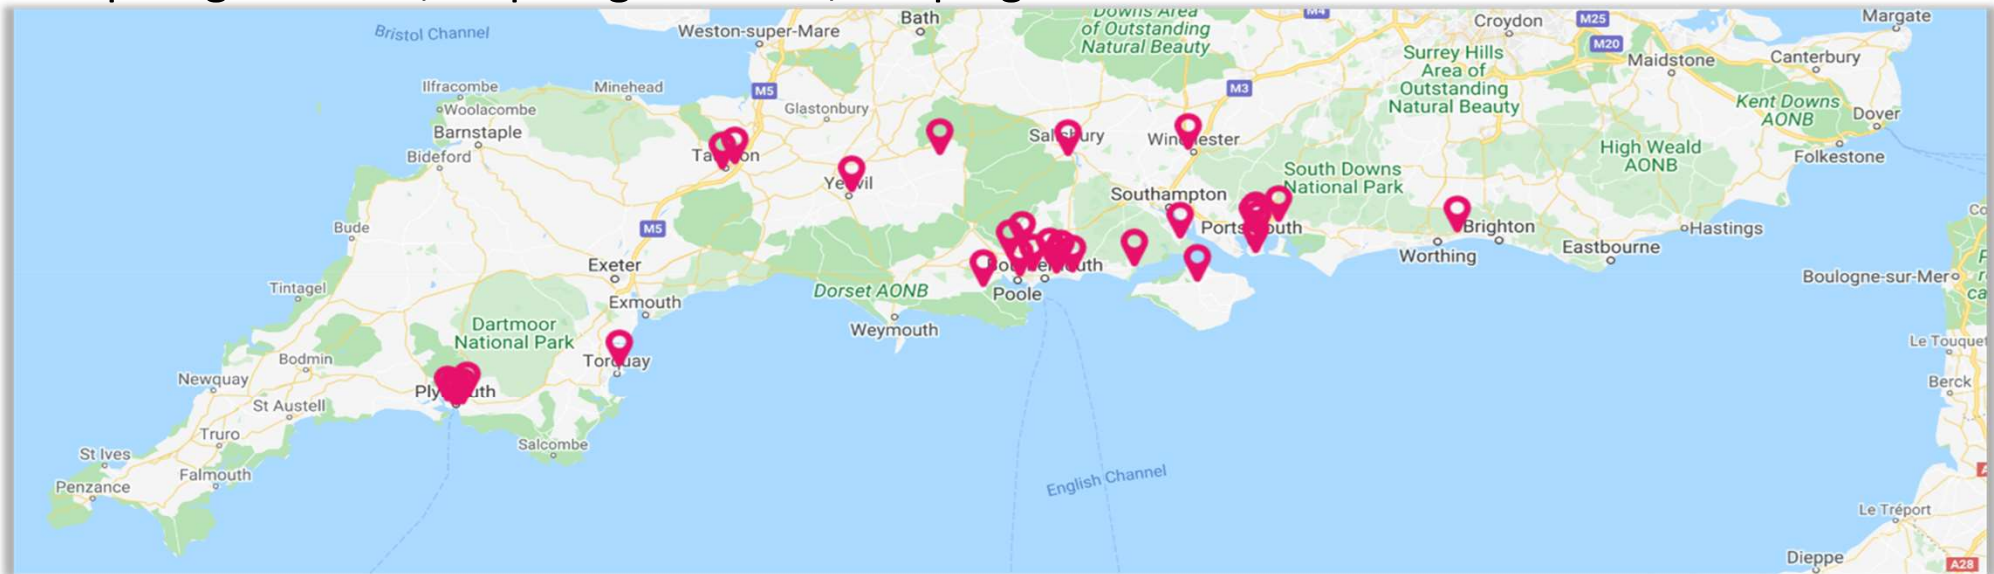 Bristol Channel
Weston-super-Mare
Bath
Downs Area
of Outstanding
Natural Beauty
M4
Croydon
M25
M20
Margate
Surrey Hills
Area of
Outstanding
Natural Beauty
Maidstone
Canterbury
Kent Downs
AONB
Dover
Folkestone
Ilfracombe
Woolacombe
Barnstaple
Bideford
Minehead
M5
Glastonbury
M3
Yeovil
Southampton
South Downs
National Park
High Weald
AONB
Bude
M5
Brighton
Worthing
Eastbourne
Hastings
Boulogne-sur-Mer
Exeter
Exmouth
Tintagel
Dorset AONB
Poole
Weymouth
Dartmoor
National Park
Torquay
Bodmin
Newquay
St Austell
Le Touquet
Berck
Truro
Salcombe
St Ives
Falmouth
Penzance
English Channel
Le Tréport
Dieppe
A28